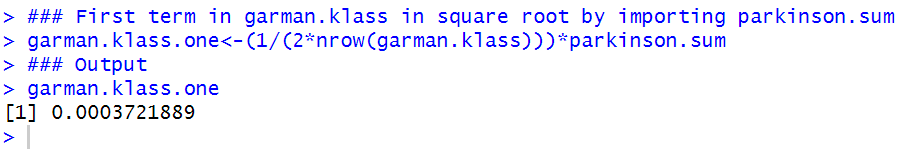 > ### First term in garman.klass in square root by importing parkinson.sum
> garman.klass.one<-(1/(2*nrow(garman.klass)))*parkinson.sum
> ### Output
> garman.klass.one
[1] 0.0003721889
>